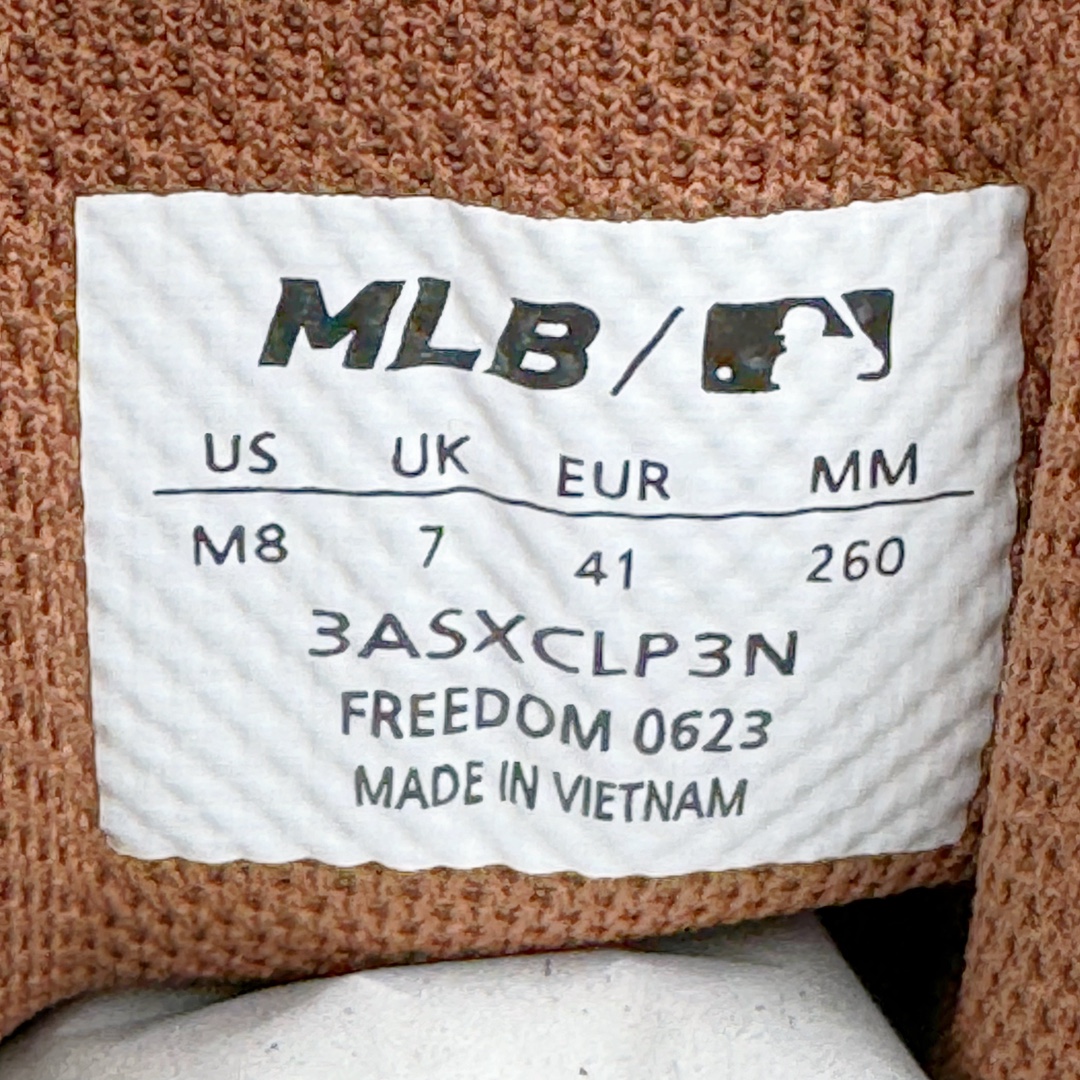 MLB /
US UK EUR MM
M8 7 41 260
3ASXCLP3N
FREEDOM 0623
MADE IN VIETNAM